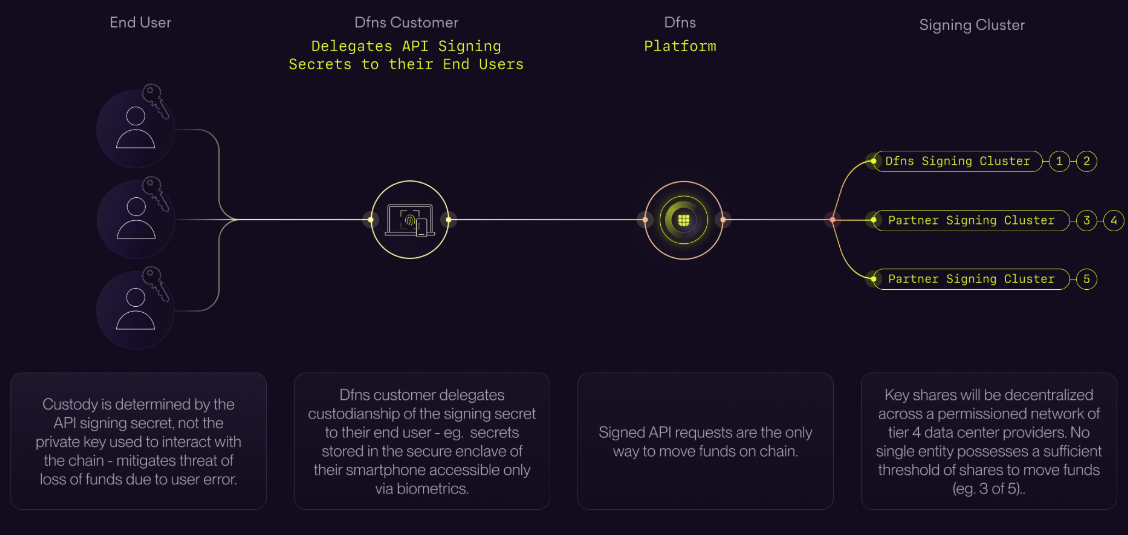 End User
Dfns Customer
Delegates API Signing
Secrets to their End Users
Dfns
Platform
Signing Cluster
Dfns Signing Cluster 1 2
Partner Signing Cluster 3 4
Partner Signing Cluster 5
Custody is determined by the
API signing secret, not the
private key used to interact with
the chain - mitigates threat of
loss of funds due to user error.
Dfns customer delegates
custodianship of the signing secret
to their end user - eg. secrets
stored in the secure enclave of
their smartphone accessible only
via biometrics.
Signed API requests are the only
way to move funds on chain.
Key shares will be decentralized
across a permissioned network of
tier 4 data center providers. No
single entity possesses a sufficient
threshold of shares to move funds
(eg. 3 of 5)..